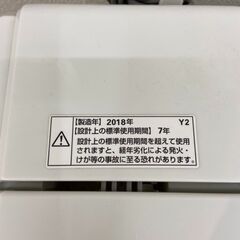 【製造年】2018年 Y2
【設計上の標準使用期間】7年
設計上の標準使用期間を超えて使用
されますと、経年劣化による発火・
けが等の事故に至る恐れがあります。